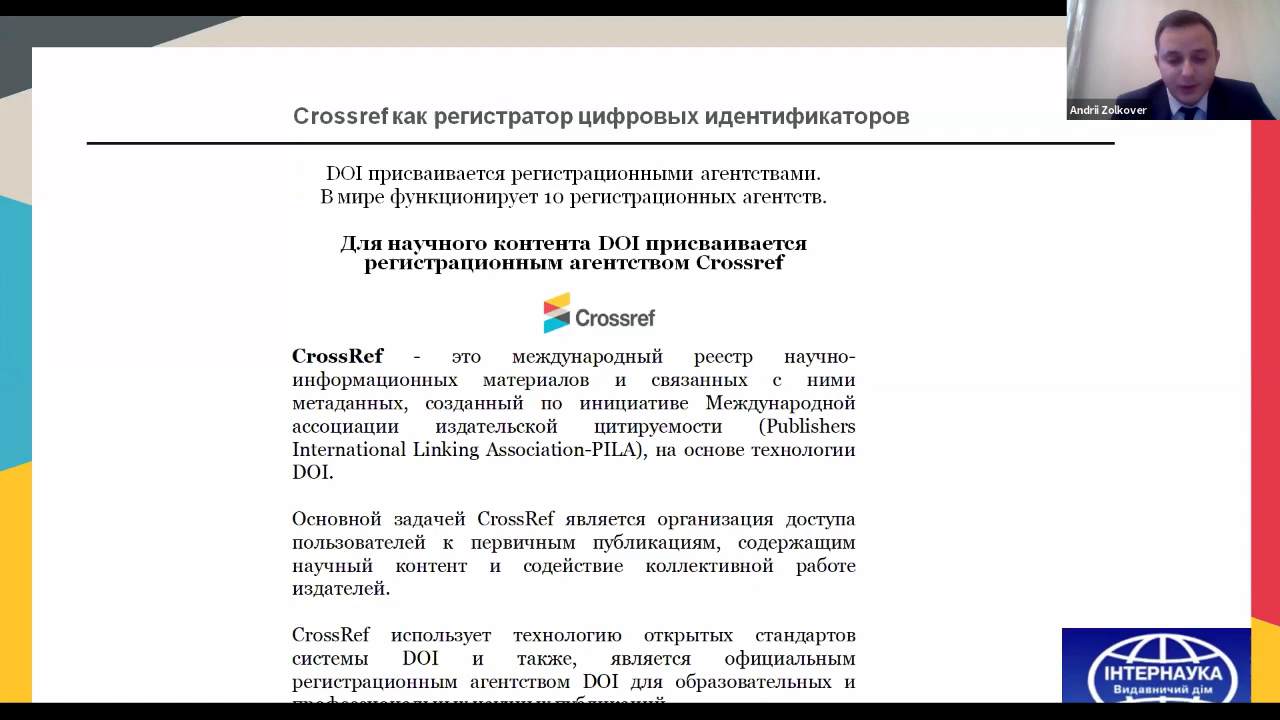 Crossref как регистратор цифровых идентификаторов
Andrii Zolkover
DOI присваивается регистрационными агентствами.
В мире функционирует 10 регистрационных агентств.
Для научного контента DOI присваивается
регистрационным агентством Crossref
Crossref
CrossRef - это международный реестр научно-
информационных материалов и связанных с ними
метаданных, созданный по инициативе Международной
ассоциации издательской цитируемости (Publishers
International Linking Association-PILA), на основе технологии
DOI.
Основной задачей CrossRef является организация доступа
пользователей к первичным публикациям, содержащим
научный контент и содействие коллективной работе
издателей.
CrossRef использует технологию открытых стандартов
системы DOI и также, является официальным
регистрационным агентством DOI для образовательных и
профессиональных научных публикаций.
ІНТЕРНАУКА
Видавничий дім